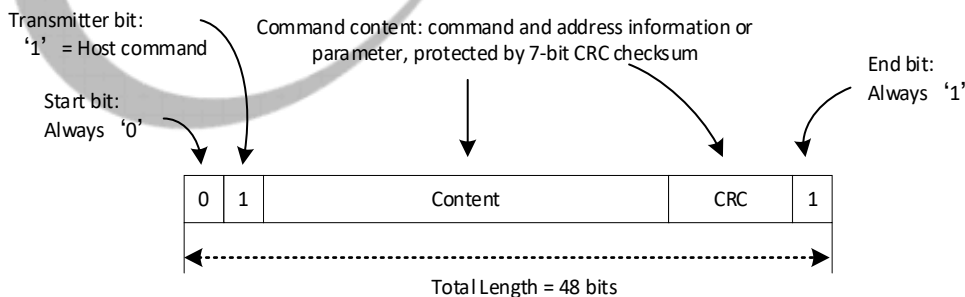 Transmitter bit:
‘1’ = Host command
Command content: command and address information or
parameter, protected by 7-bit CRC checksum
End bit:
Always ‘1’
Start bit:
Always ‘0’
0 1 Content CRC 1
Total Length = 48 bits